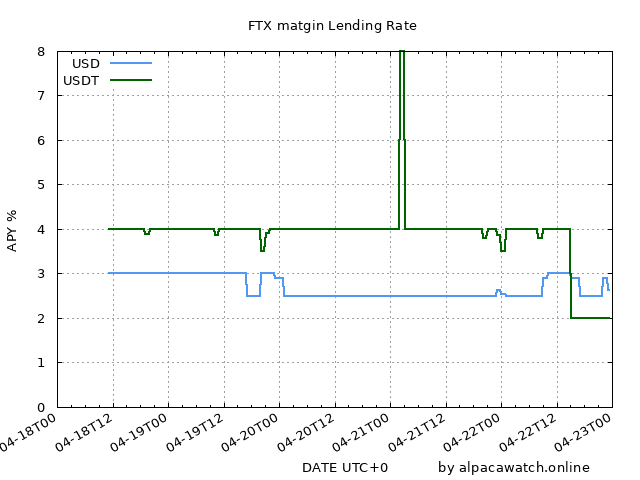 FTX matgin Lending Rate
USD
USDT
8
7
6
5
4
3
2
1
0
APY %
04-18T00
04-18T12
04-19T00
04-19T12
04-20T00
04-20T12
04-21T00
04-21T12
04-22T00
04-22T12
04-23T00
DATE UTC+0
by alpacawatch.online